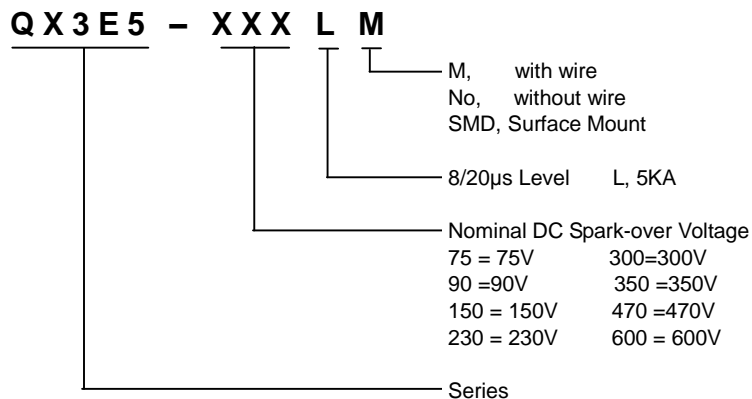 QX3E5 – XXX L M
M, with wire
No, without wire
SMD, Surface Mount
8/20µs Level L, 5KA
Nominal DC Spark-over Voltage
75 = 75V 300=300V
90 =90V 350 =350V
150 = 150V 470 =470V
230 = 230V 600 = 600V
Series